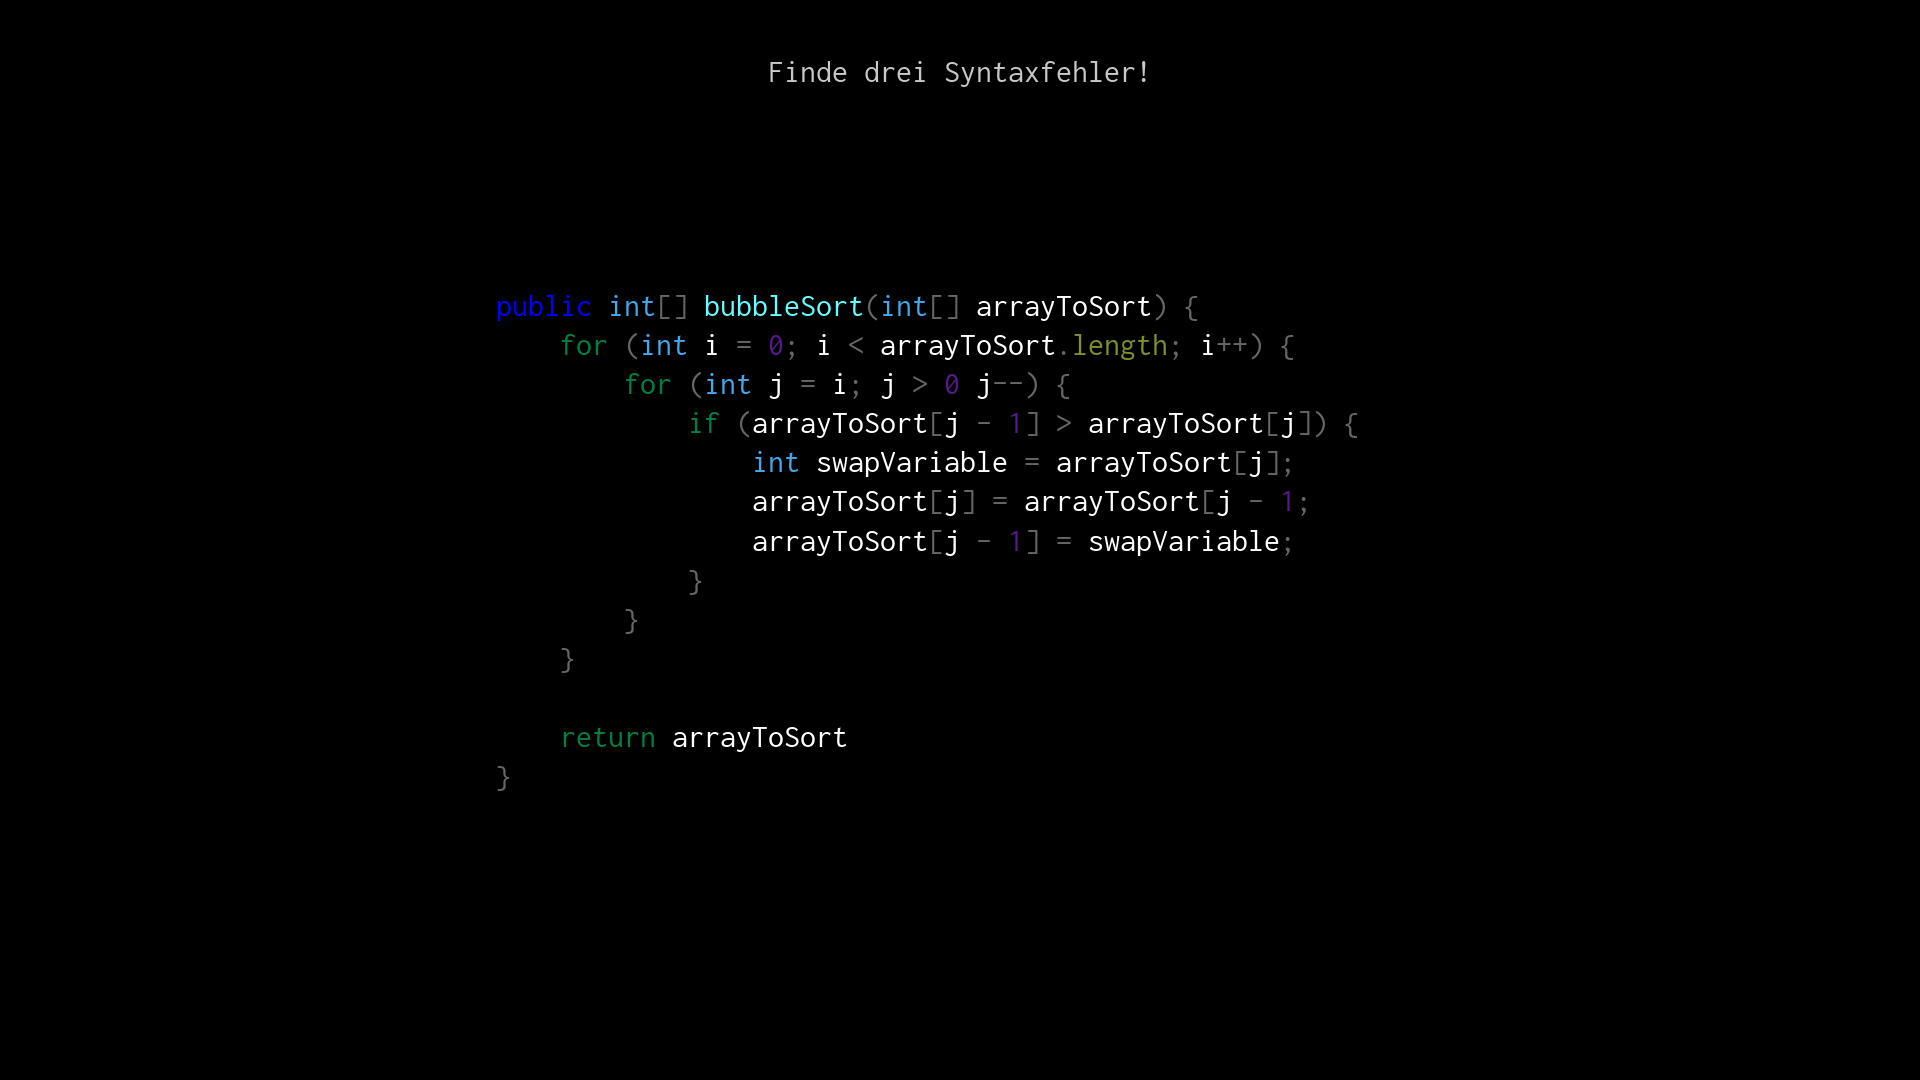 Finde drei Syntaxfehler!
public int[] bubbleSort(int[] arrayToSort) {
    for (int i = 0; i < arrayToSort.length; i++) {
        for (int j = i; j > 0 j--) {
            if (arrayToSort[j - 1] > arrayToSort[j]) {
                int swapVariable = arrayToSort[j];
                arrayToSort[j] = arrayToSort[j - 1;
                arrayToSort[j - 1] = swapVariable;
            }
        }
    }
    return arrayToSort
}